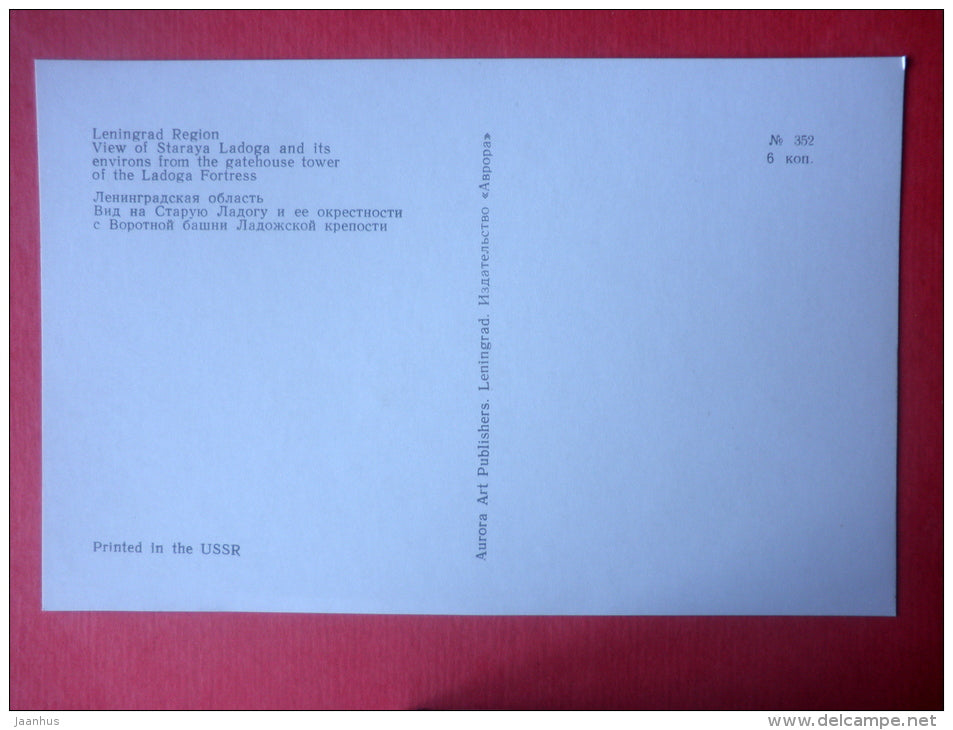 Leningrad Region
View of Staraya Ladoga and its
environs from the gatehouse tower
of the Ladoga Fortress
Ленинградская область
Вид на Старую Ладогу и ее окрестности
с Воротной башни Ладожской крепости
Printed in the USSR
Aurora Art Publishers. Leningrad. Издательство «Аврора»
№ 352
6 коп.
Jaanhus
delcampe.net